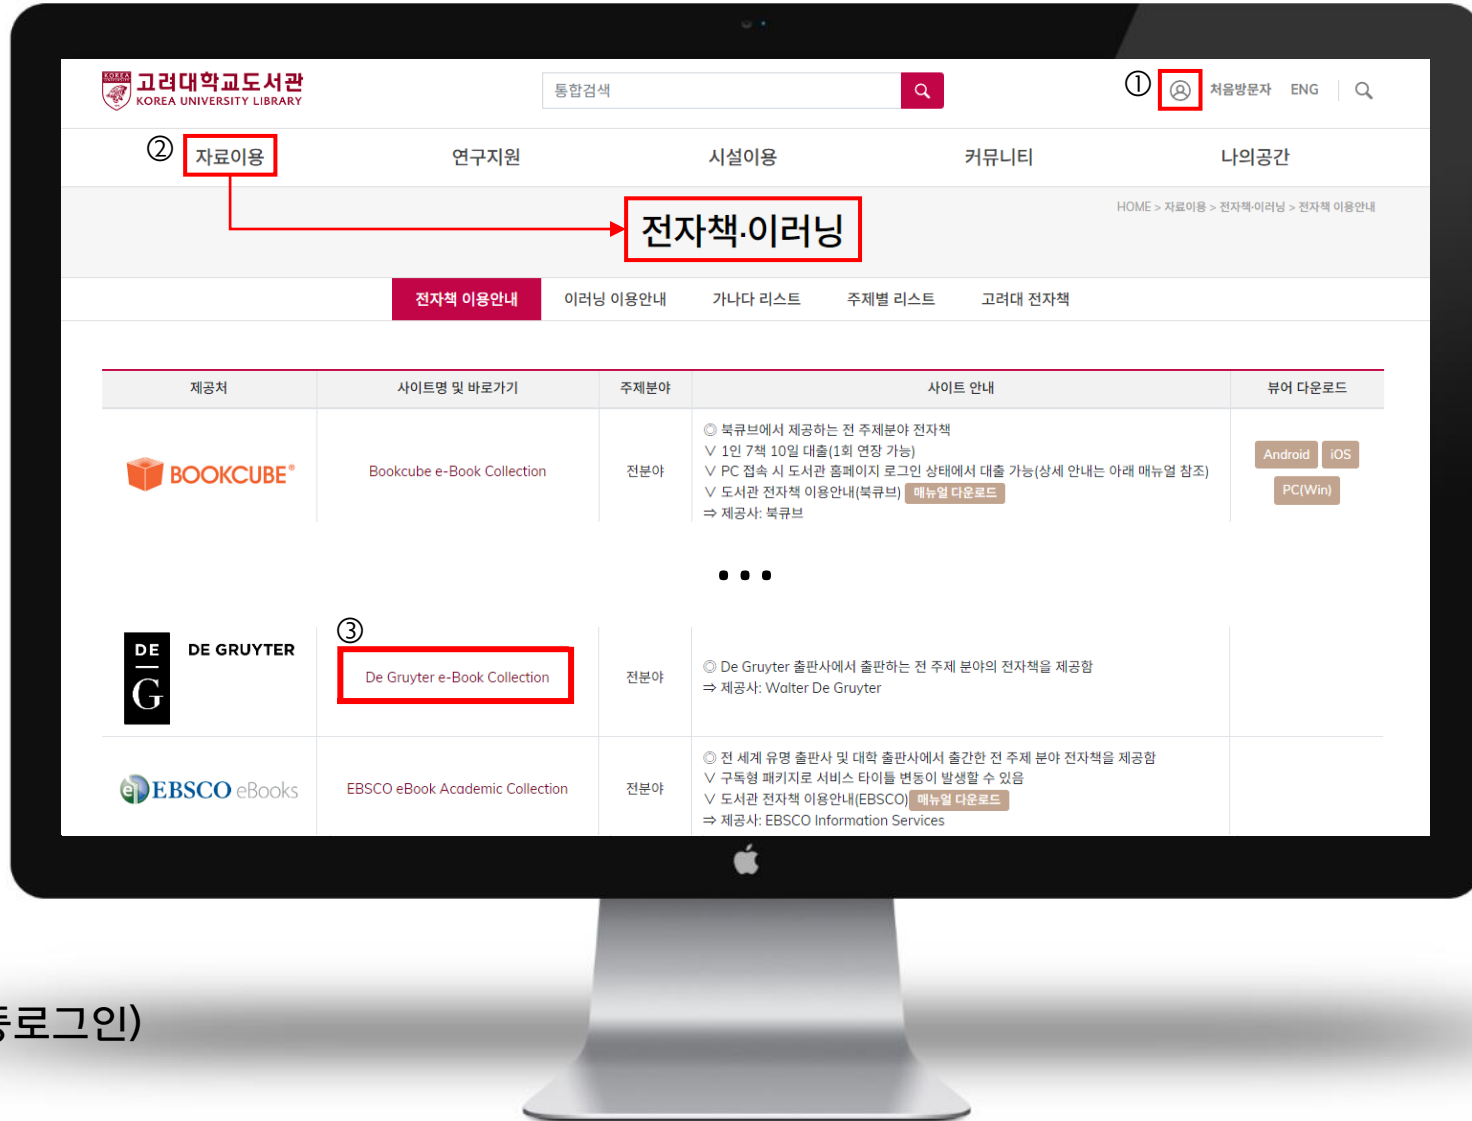 고려대학교도서관
KOREA UNIVERSITY LIBRARY
통합검색
① 처음방문자 ENG
② 자료이용 연구지원 시설이용 커뮤니티 나의공간
HOME > 자료이용 > 전자책·이러닝 > 전자책 이용안내
전자책·이러닝
전자책 이용안내 이러닝 이용안내 가나다 리스트 주제별 리스트 고려대 전자책
제공처 사이트명 및 바로가기 주제분야 사이트 안내 뷰어 다운로드
BOOKCUBE®
Bookcube e-Book Collection
전분야
◎ 북큐브에서 제공하는 전 주제분야 전자책
∨ 1인 7책 10일 대출(1회 연장 가능)
∨ PC 접속 시 도서관 홈페이지 로그인 상태에서 대출 가능(상세 안내는 아래 매뉴얼 참조)
∨ 도서관 전자책 이용안내(북큐브) 매뉴얼 다운로드
⇒ 제공사: 북큐브
Android iOS
PC(Win)
...
DE G
DE GRUYTER
③
De Gruyter e-Book Collection
전분야
◎ De Gruyter 출판사에서 출판하는 전 주제 분야의 전자책을 제공함
⇒ 제공사: Walter De Gruyter
EBSCO eBooks
EBSCO eBook Academic Collection
전분야
◎ 전 세계 유명 출판사 및 대학 출판사에서 출간한 전 주제 분야 전자책을 제공함
∨ 구독형 패키지로 서비스 타이틀 변동이 발생할 수 있음
∨ 도서관 전자책 이용안내(EBSCO) 매뉴얼 다운로드
⇒ 제공사: EBSCO Information Services
로그인)